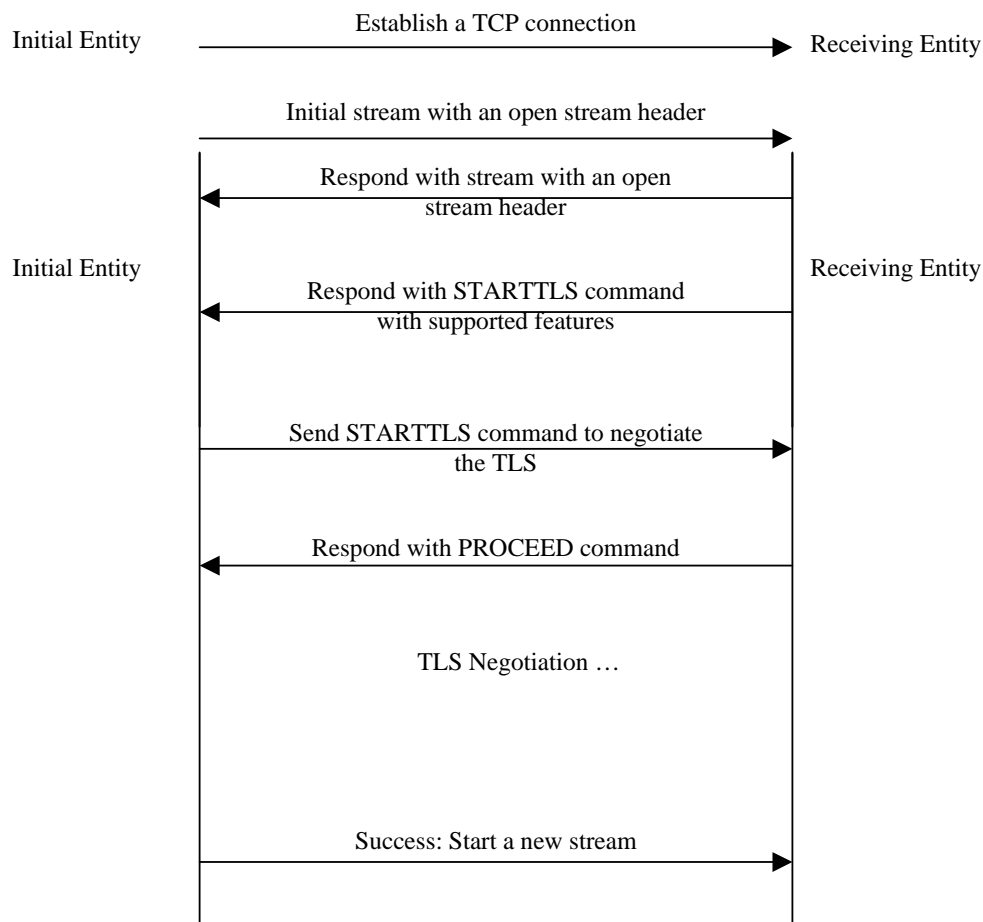 Establish a TCP connection
Initial Entity
Receiving Entity
Initial stream with an open stream header
Respond with stream with an open
stream header
Initial Entity
Receiving Entity
Respond with STARTTLS command
with supported features
Send STARTTLS command to negotiate
the TLS
Respond with PROCEED command
TLS Negotiation …
Success: Start a new stream